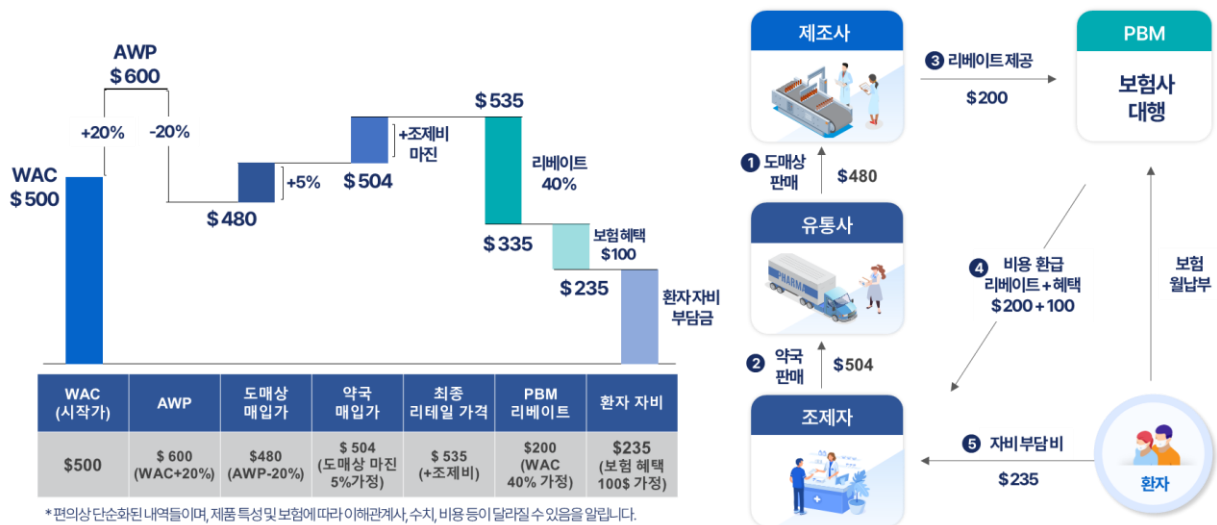 AWP
$ 600
+20%
-20%
WAC
$ 500
$ 480
+5%
$ 504
+조제비
마진
$ 535
리베이트
40%
$ 335
보험 혜택
$100
$ 235
환자 자비
부담금
WAC
(시작가)
AWP
도매상
매입가
약국
매입가
최종
리테일 가격
PBM
리베이트
환자 자비
$500
$ 600
(WAC+20%)
$480
(AWP-20%)
$ 504
(도매상 마진
5%가정)
$ 535
(+조제비)
$200
(WAC
40% 가정)
$235
(보험 혜택
100$ 가정)
* 편의상 단순화된 내역들이며, 제품 특성 및 보험에 따라 이해관계사, 수치, 비용 등이 달라질 수 있음을 알립니다.
제조사
❸ 리베이트 제공
$200
PBM
보험사
대행
❶ 도매상
판매
$480
유통사
PHARMA
❷ 약국
판매
$504
조제자
❹ 비용 환급
리베이트 + 혜택
$200 + 100
보험
월납부
❺ 자비 부담 비
$235
환자